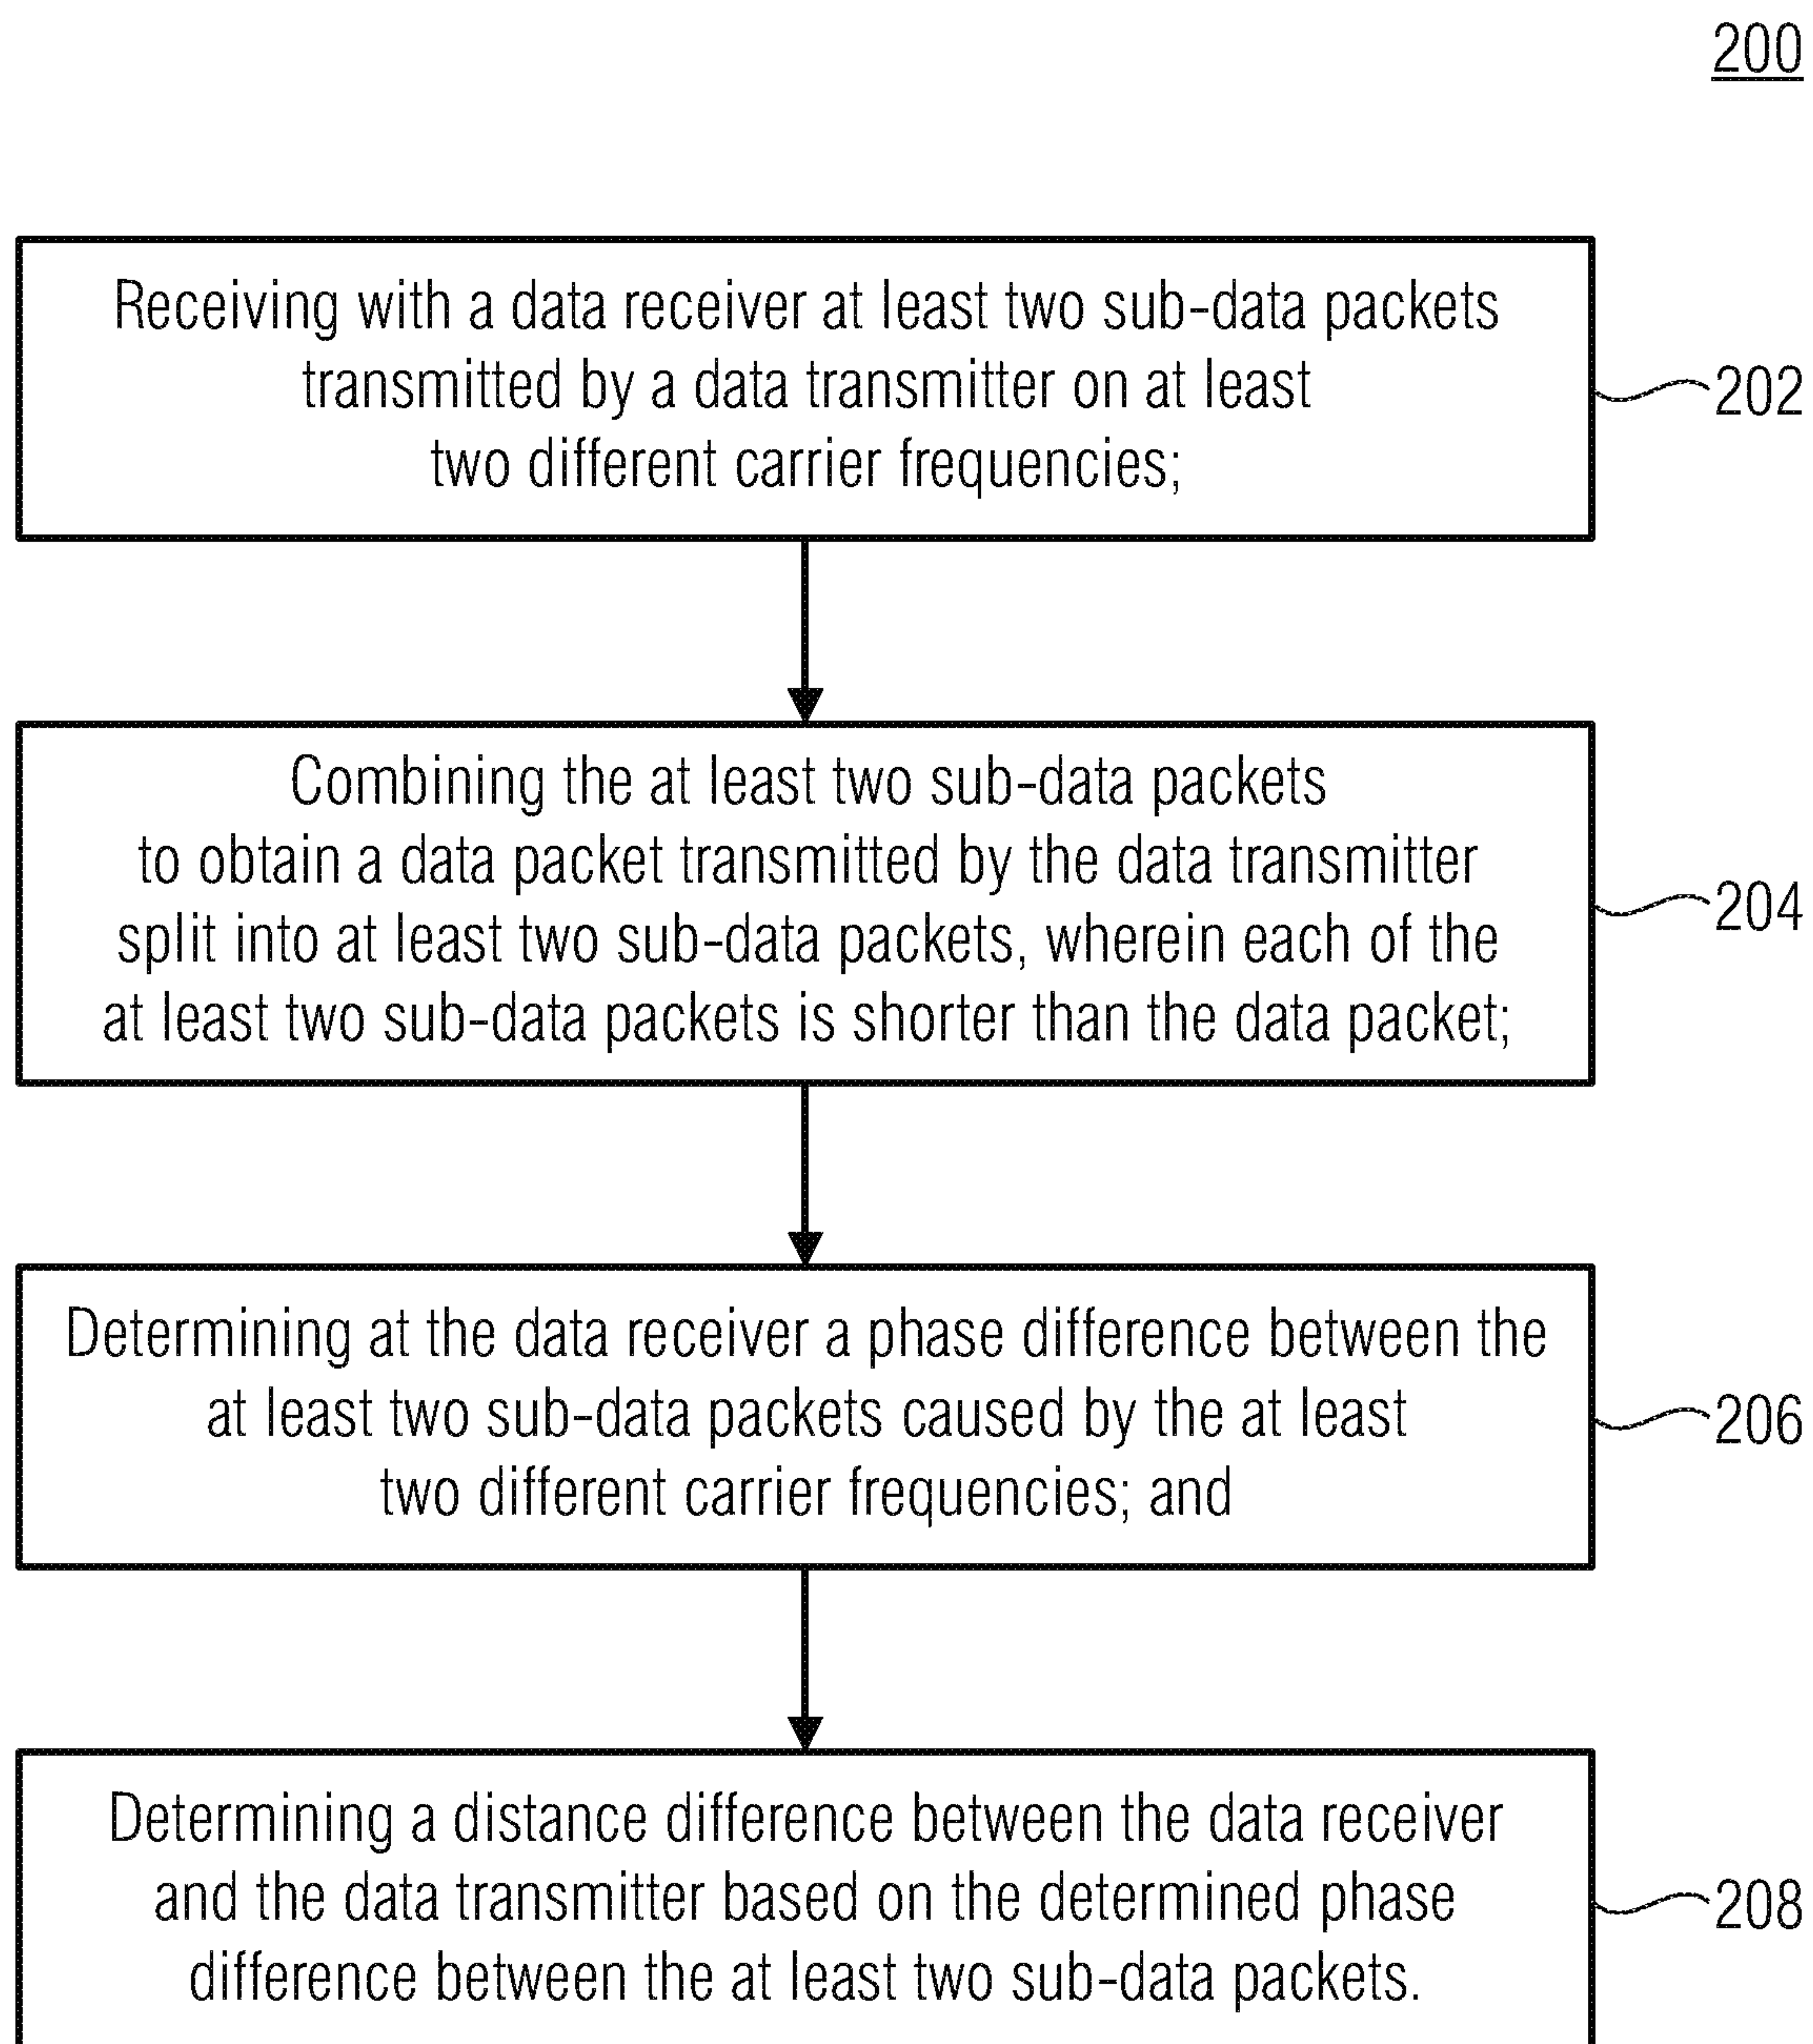 200
Receiving with a data receiver at least two sub-data packets
transmitted by a data transmitter on at least
two different carrier frequencies;
202
Combining the at least two sub-data packets
to obtain a data packet transmitted by the data transmitter
split into at least two sub-data packets, wherein each of the
at least two sub-data packets is shorter than the data packet;
204
Determining at the data receiver a phase difference between the
at least two sub-data packets caused by the at least
two different carrier frequencies; and
206
Determining a distance difference between the data receiver
and the data transmitter based on the determined phase
difference between the at least two sub-data packets.
208